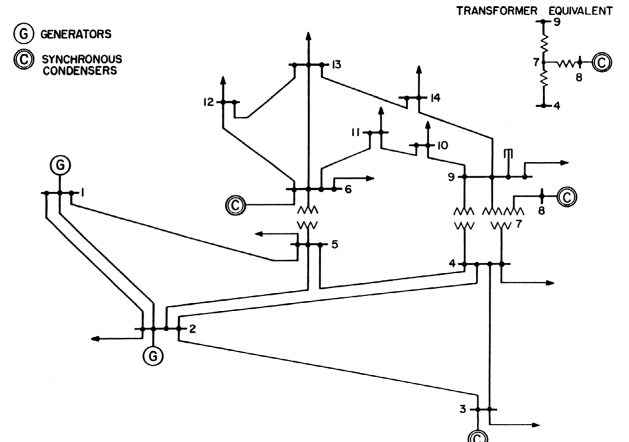 TRANSFORMER EQUIVALENT
G GENERATORS
C SYNCHRONOUS
CONDENSERS
9
7
C
8
4
13
12
14
11
10
9
G
1
C
6
C
8
7
5
4
2
G
3
C